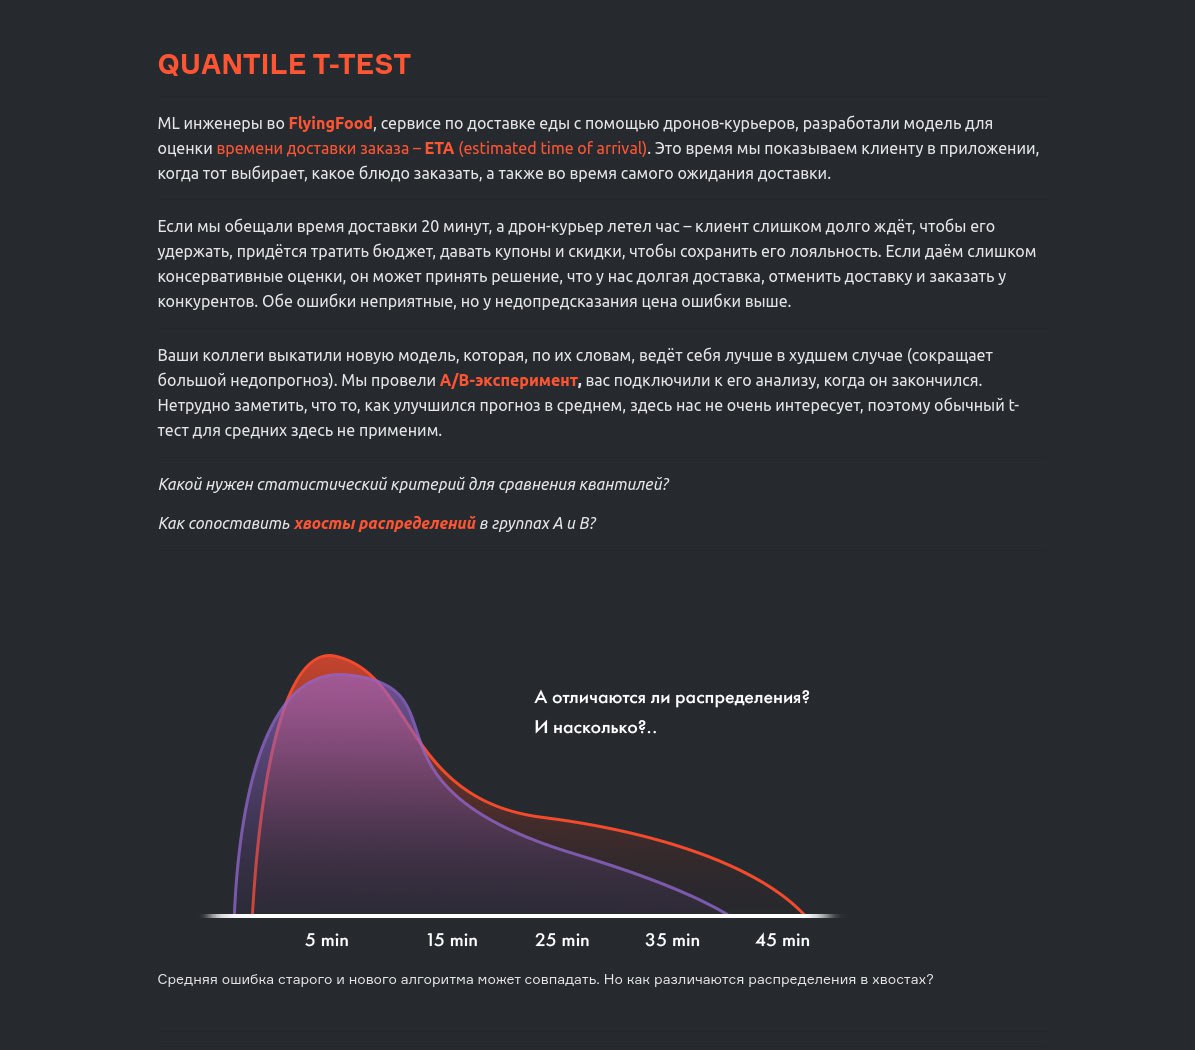 QUANTILE T-TEST
ML инженеры во FlyingFood, сервисе по доставке еды с помощью дронов-курьеров, разработали модель для
оценки времени доставки заказа – ETA (estimated time of arrival). Это время мы показываем клиенту в приложении,
когда тот выбирает, какое блюдо заказать, а также во время самого ожидания доставки.
Если мы обещали время доставки 20 минут, а дрон-курьер летел час – клиент слишком долго ждёт, чтобы его
удержать, придётся тратить бюджет, давать купоны и скидки, чтобы сохранить его лояльность. Если даём слишком
консервативные оценки, он может принять решение, что у нас долгая доставка, отменить доставку и заказать у
конкурентов. Обе ошибки неприятные, но у недопредсказания цена ошибки выше.
Ваши коллеги выкатили новую модель, которая, по их словам, ведёт себя лучше в худшем случае (сокращает
большой недопрогноз). Мы провели A/B-эксперимент, вас подключили к его анализу, когда он закончился.
Нетрудно заметить, что то, как улучшился прогноз в среднем, здесь нас не очень интересует, поэтому обычный t-
тест для средних здесь не применим.
Какой нужен статистический критерий для сравнения квантилей?
Как сопоставить хвосты распределений в группах А и В?
А отличаются ли распределения?
И насколько?..
5 min 15 min 25 min 35 min 45 min
Средняя ошибка старого и нового алгоритма может совпадать. Но как различаются распределения в хвостах?